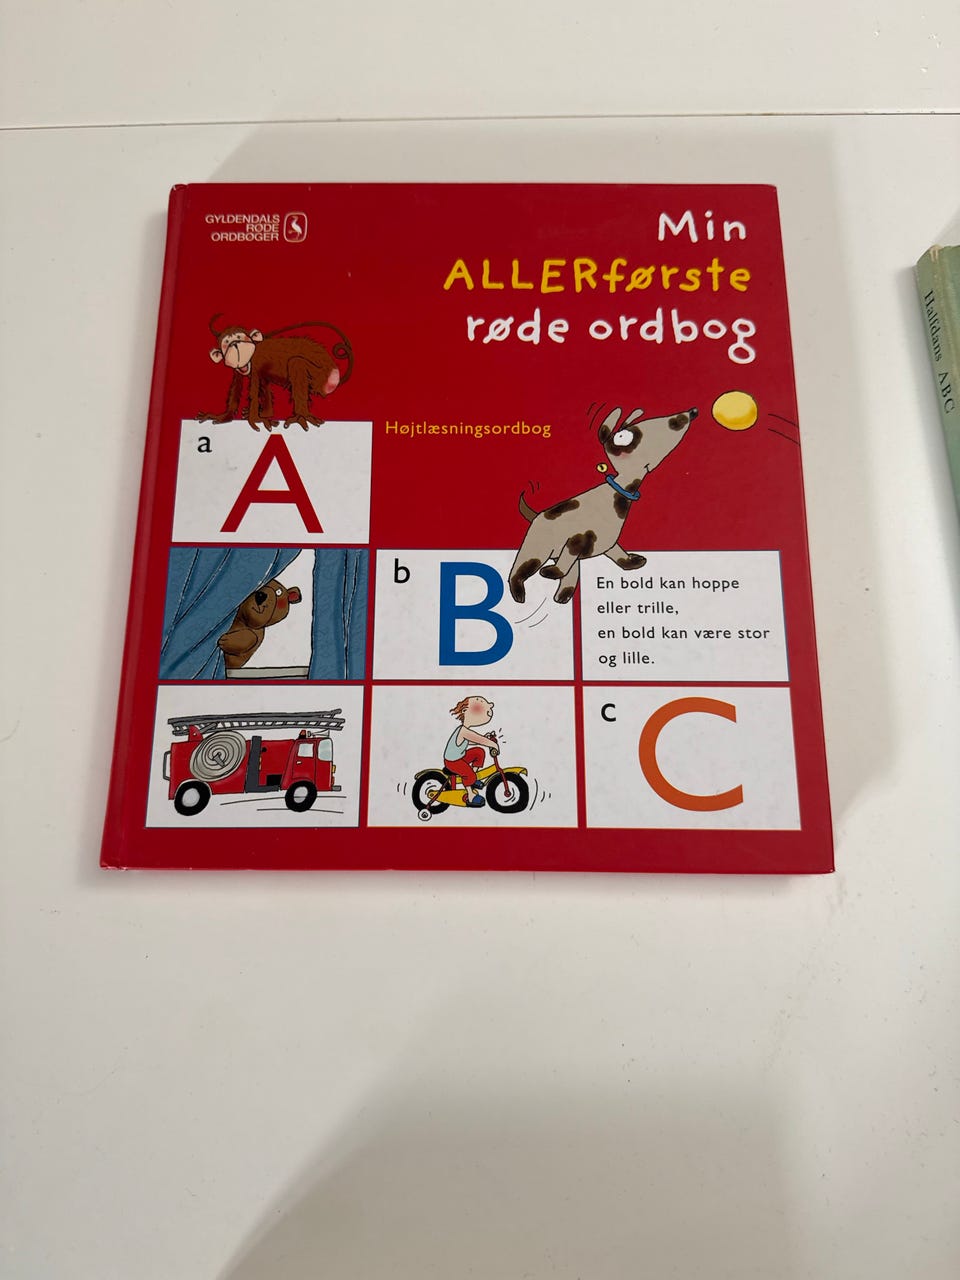 GYLDENDALS
RØDE
ORDBØGER
Min
ALLERførste
røde ordbog
Højtlæsningsordbog
a
A
b
B
En bold kan hoppe
eller trille,
en bold kan være stor
og lille.
c
C
Halfdans ABC